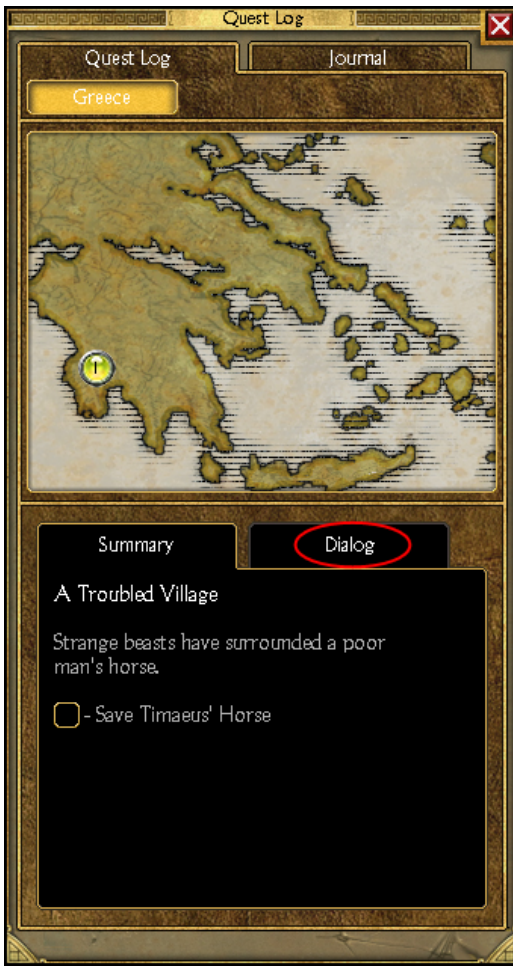 Quest Log
Quest Log
Journal
Greece
I
Summary
Dialog
A Troubled Village
Strange beasts have surrounded a poor
man's horse.
- Save Timaeus' Horse